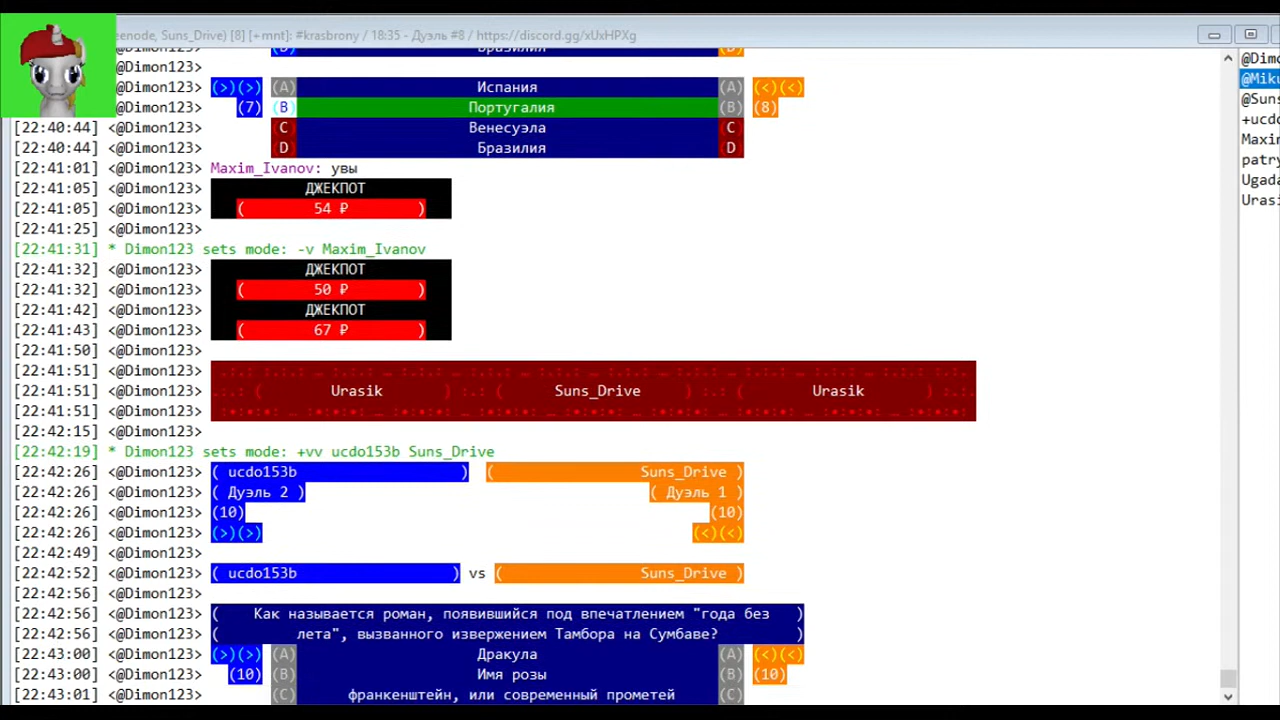 eenode, Suns_Drive) [8] [+mnt]: #krasbrony / 18:35 - Дуэль #8 / https://discord.gg/xUxHPXg
<@Dimon123> Бразилия
<@Dimon123>
<@Dimon123> (>)(>) (A) Испания (A) (<)(<)
<@Dimon123> (7) (B) Португалия (B) (8)
[22:40:44] <@Dimon123> C Венесуэла C
[22:40:44] <@Dimon123> D Бразилия D
[22:41:01] <@Dimon123> Maxim_Ivanov: увы
[22:41:05] <@Dimon123> ДЖЕКПОТ
[22:41:05] <@Dimon123> ( 54 ₽ )
[22:41:25] <@Dimon123>
[22:41:31] * Dimon123 sets mode: -v Maxim_Ivanov
[22:41:32] <@Dimon123> ДЖЕКПОТ
[22:41:32] <@Dimon123> ( 50 ₽ )
[22:41:42] <@Dimon123> ДЖЕКПОТ
[22:41:43] <@Dimon123> ( 67 ₽ )
[22:41:50] <@Dimon123>
[22:41:51] <@Dimon123>
[22:41:51] <@Dimon123> ( Urasik ) :.: ( Suns_Drive ) :.: ( Urasik )
[22:41:51] <@Dimon123>
[22:42:15] <@Dimon123>
[22:42:19] * Dimon123 sets mode: +vv ucdo153b Suns_Drive
[22:42:26] <@Dimon123> ( ucdo153b ) ( Suns_Drive )
[22:42:26] <@Dimon123> ( Дуэль 2 ) ( Дуэль 1 )
[22:42:26] <@Dimon123> (10) (10)
[22:42:26] <@Dimon123> (>)(>) (<)(<)
[22:42:49] <@Dimon123>
[22:42:52] <@Dimon123> ( ucdo153b ) vs ( Suns_Drive )
[22:42:56] <@Dimon123>
[22:42:56] <@Dimon123> ( Как называется роман, появившийся под впечатлением "года без )
[22:42:56] <@Dimon123> ( лета", вызванного извержением Тамбора на Сумбаве? )
[22:43:00] <@Dimon123> (>)(>) (A) Дракула (A) (<)(<)
[22:43:00] <@Dimon123> (10) (B) Имя розы (B) (10)
[22:43:01] <@Dimon123> (C) франкенштейн, или современный прометей (C)
@Dimo
@Miku
@Suns
+ucdo
Maxim
patry
Ugada
Urasi